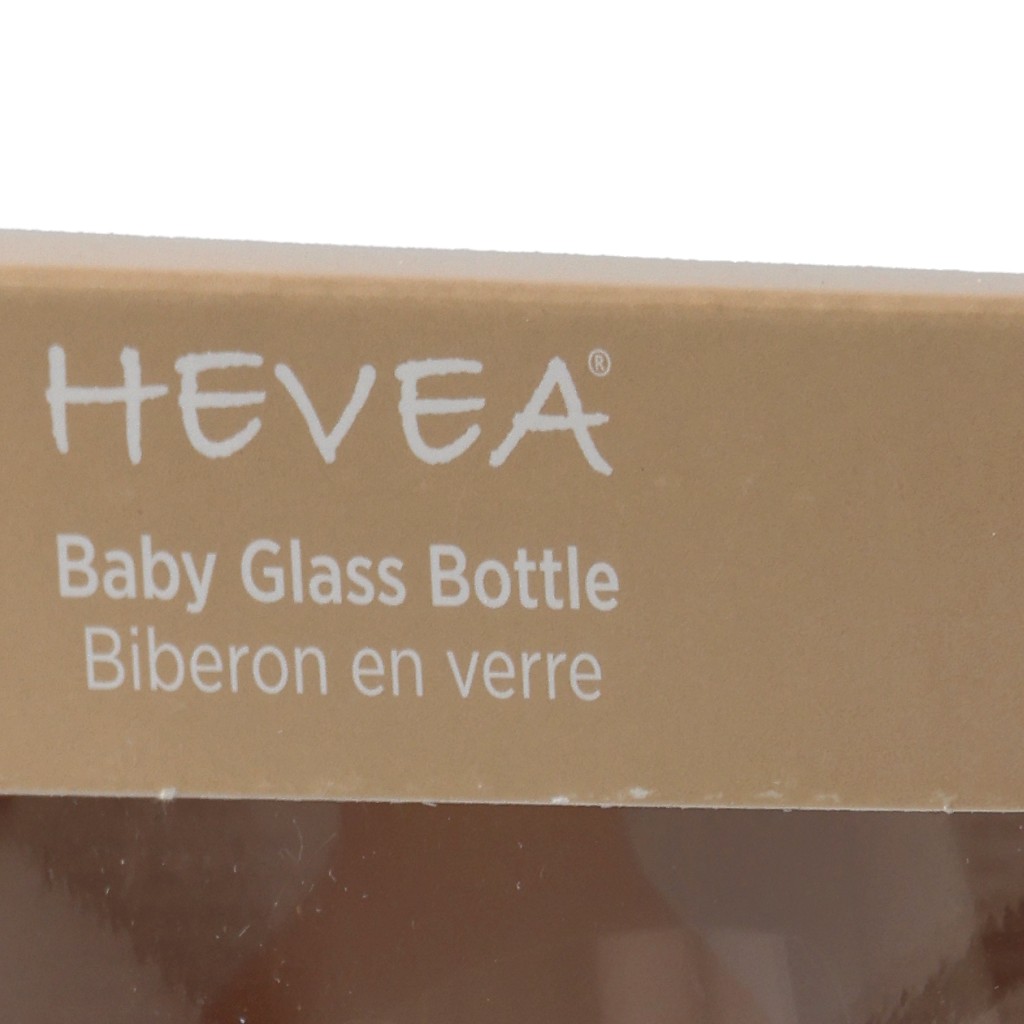 HEVEA®
Baby Glass Bottle
Biberon en verre